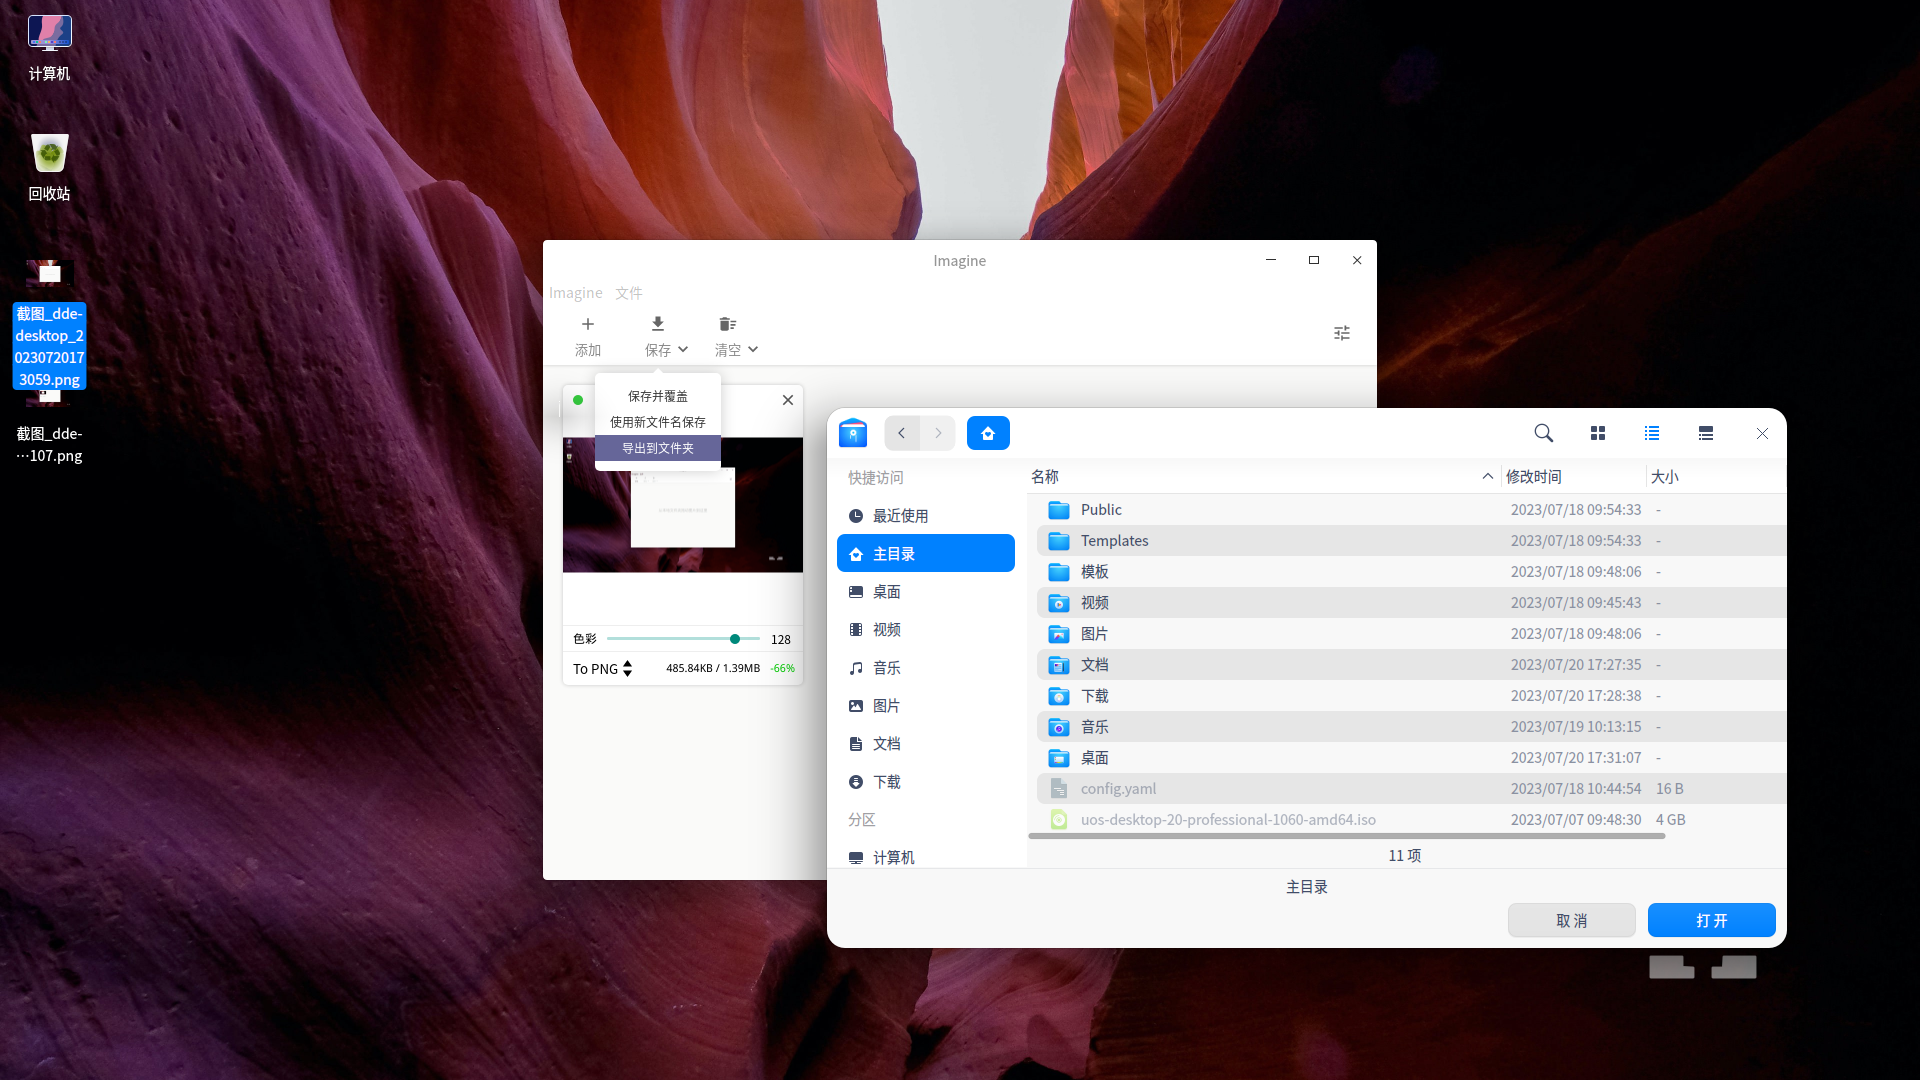 计算机
回收站
截图_dde-
desktop_2
023072017
3059.png
截图_dde-
…107.png
Imagine
Imagine 文件
添加 保存 清空
保存并覆盖
使用新文件名保存
导出到文件夹
色彩 128
To PNG 485.84KB / 1.39MB -66%
快捷访问
最近使用
主目录
桌面
视频
音乐
图片
文档
下载
分区
计算机
名称 修改时间 大小
Public 2023/07/18 09:54:33 -
Templates 2023/07/18 09:54:33 -
模板 2023/07/18 09:48:06 -
视频 2023/07/18 09:45:43 -
图片 2023/07/18 09:48:06 -
文档 2023/07/20 17:27:35 -
下载 2023/07/20 17:28:38 -
音乐 2023/07/19 10:13:15 -
桌面 2023/07/20 17:31:07 -
config.yaml 2023/07/18 10:44:54 16 B
uos-desktop-20-professional-1060-amd64.iso 2023/07/07 09:48:30 4 GB
11 项
主目录
取 消 打 开